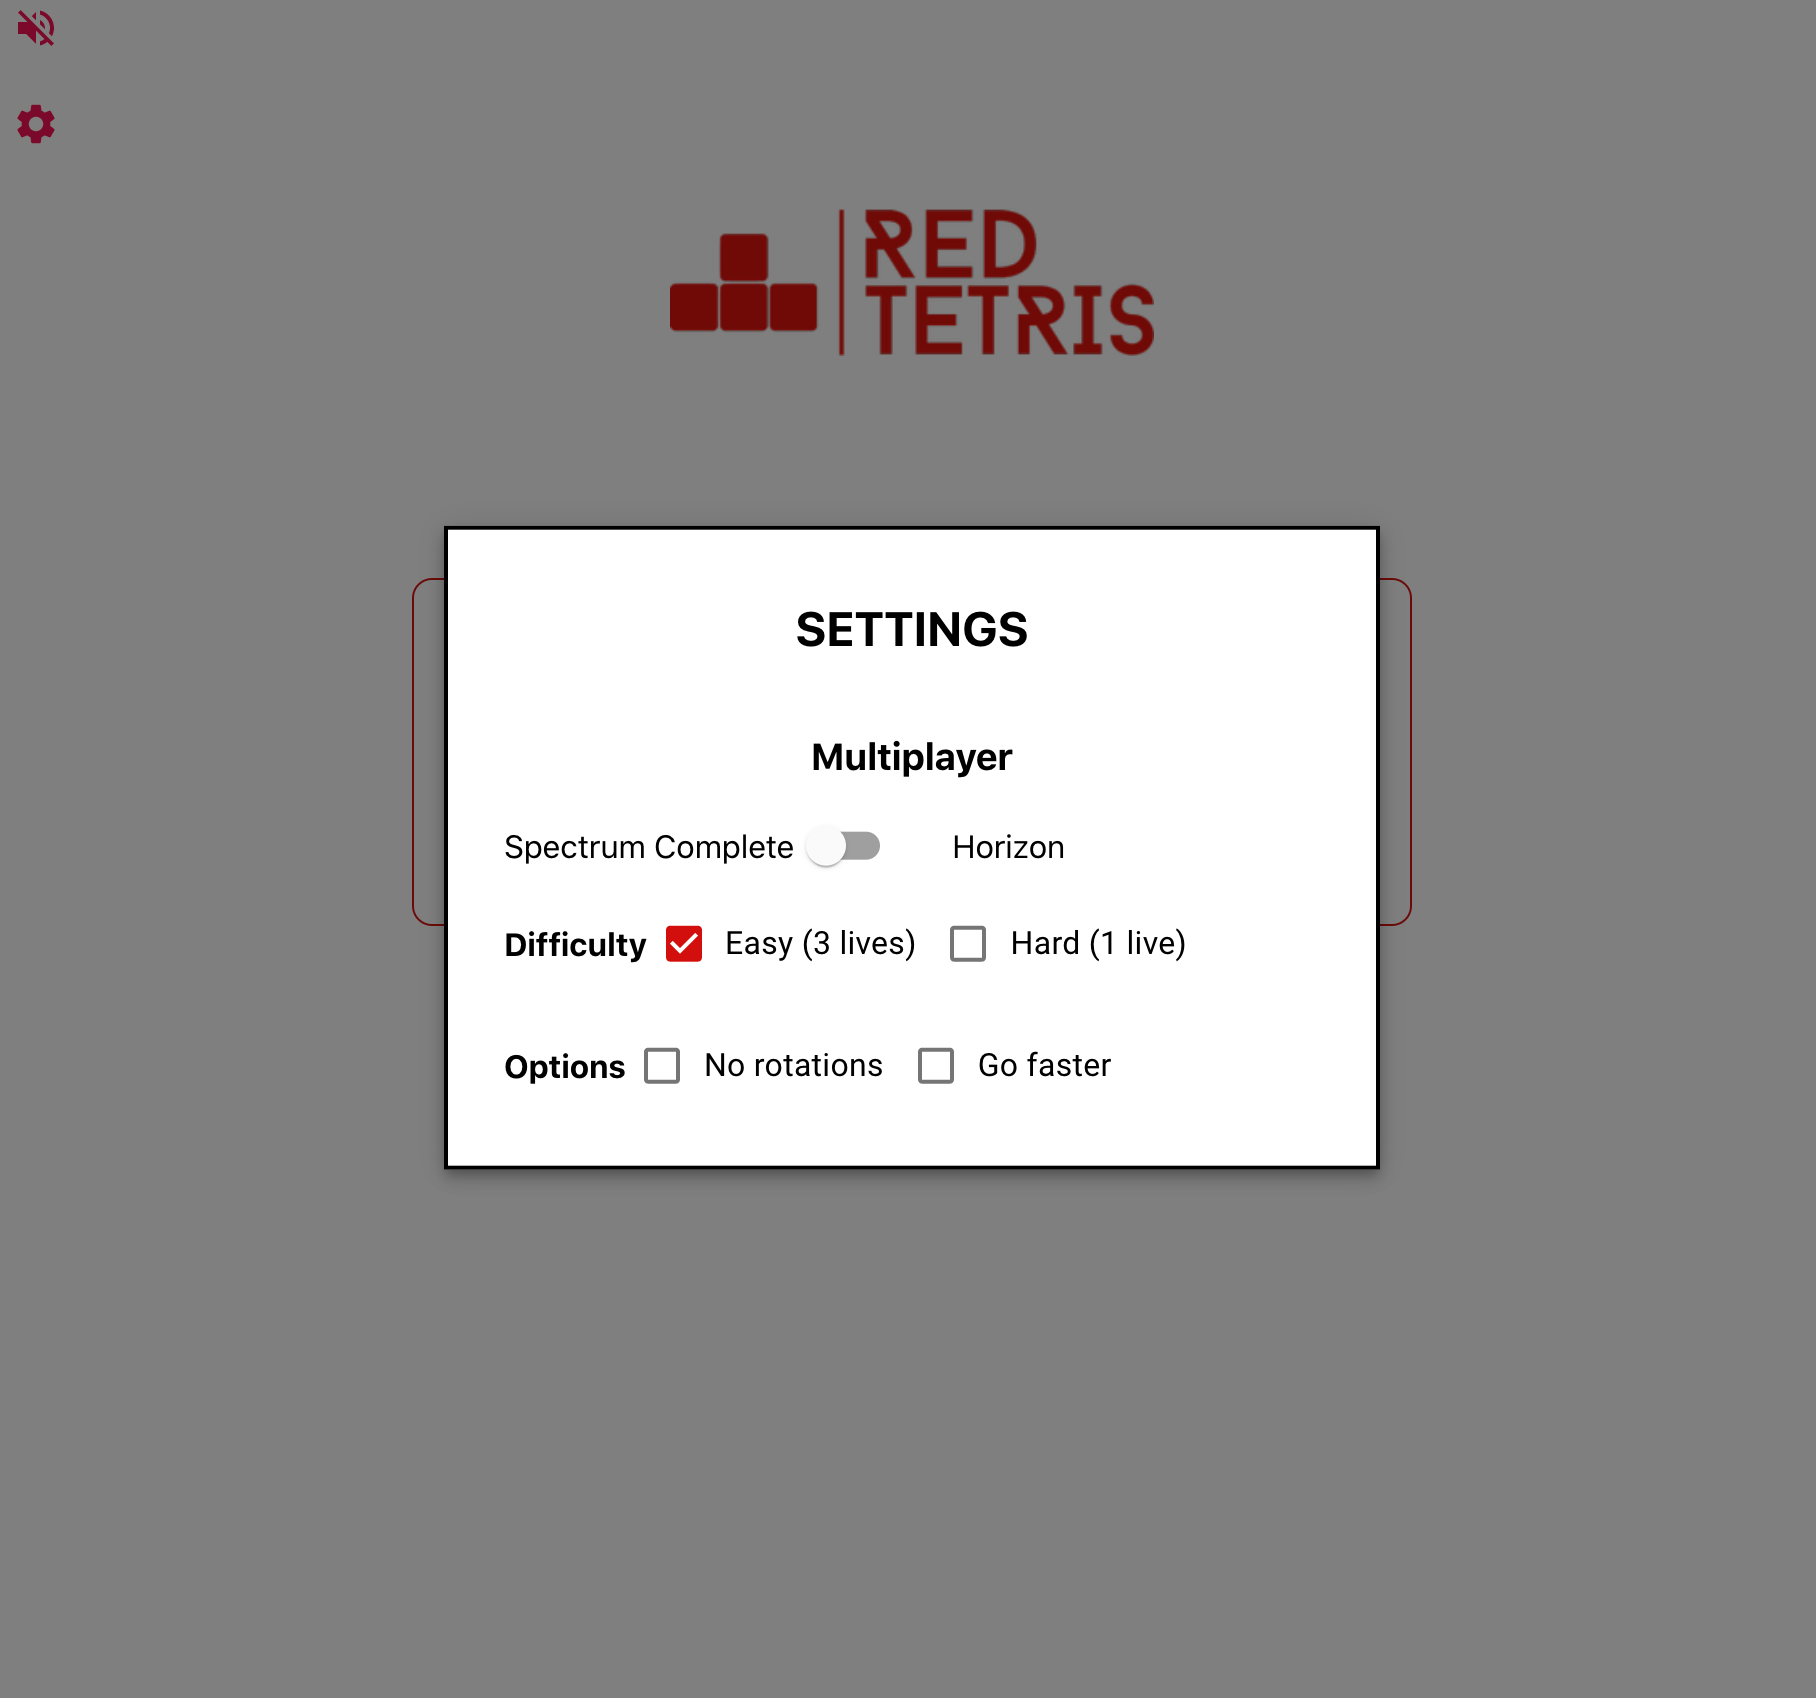 RED
TETRIS
SETTINGS
Multiplayer
Spectrum Complete Horizon
Difficulty Easy (3 lives) Hard (1 live)
Options No rotations Go faster